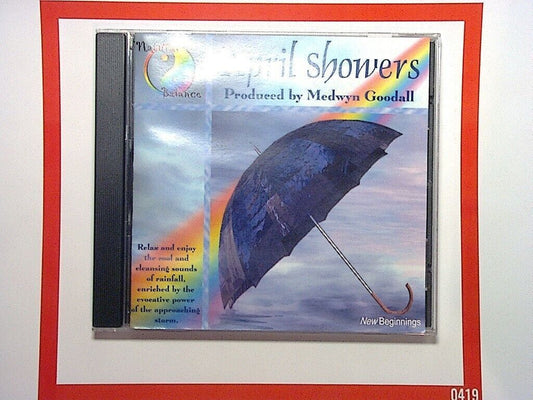 Natural
Balance
April Showers
Produced by Medwyn Goodall
Relax and enjoy
the cool and
cleansing sounds
of rainfall,
enriched by the
evocative power
of the approaching
storm.
New Beginnings
0419